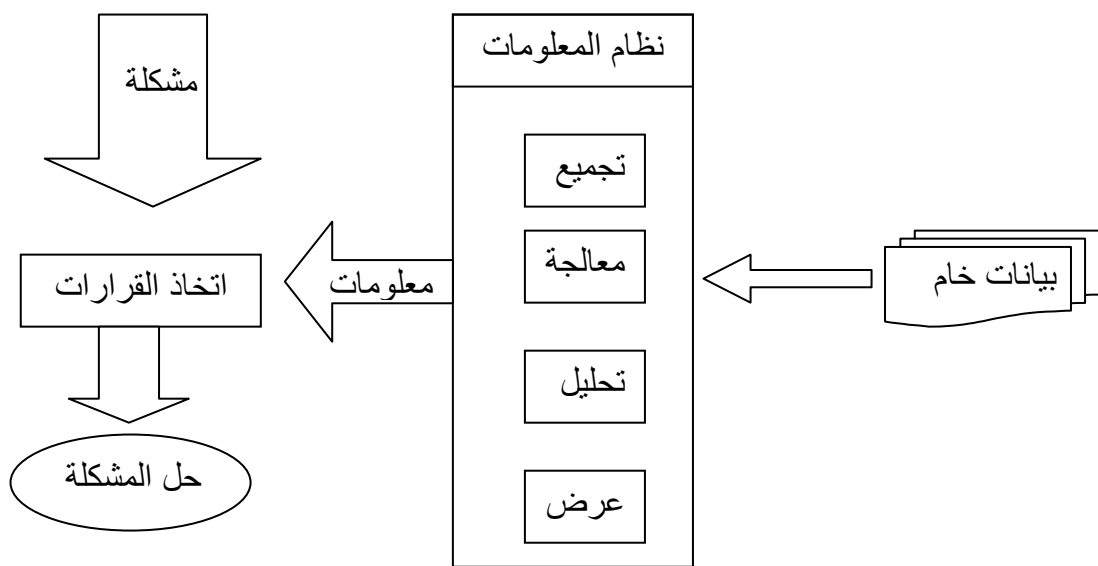 نظام المعلومات
مشكلة
تجميع
معالجة
بيانات خام
معلومات
اتخاذ القرارات
تحليل
حل المشكلة
عرض